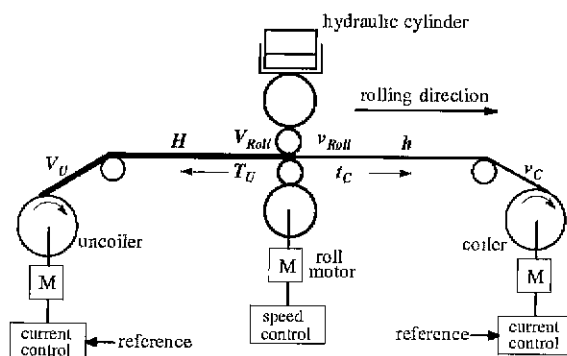 hydraulic cylinder
rolling direction
H
V_Roll
v_Roll
h
V_U
T_U
t_C
v_C
uncoiler
coiler
M
M
roll
motor
M
speed
control
current
control
reference
reference
current
control